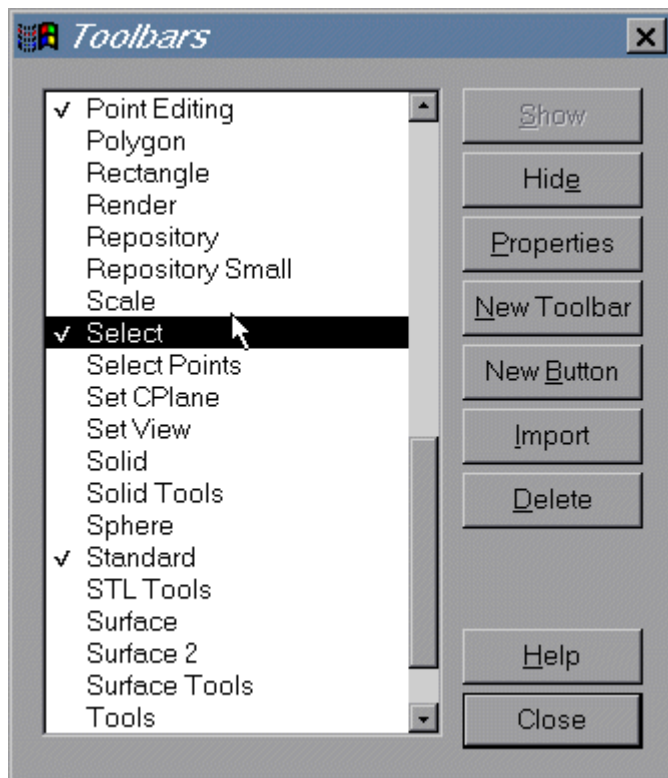 Toolbars
Point Editing
Polygon
Rectangle
Render
Repository
Repository Small
Scale
Select
Select Points
Set CPlane
Set View
Solid
Solid Tools
Sphere
Standard
STL Tools
Surface
Surface 2
Surface Tools
Tools
Show
Hide
Properties
New Toolbar
New Button
Import
Delete
Help
Close